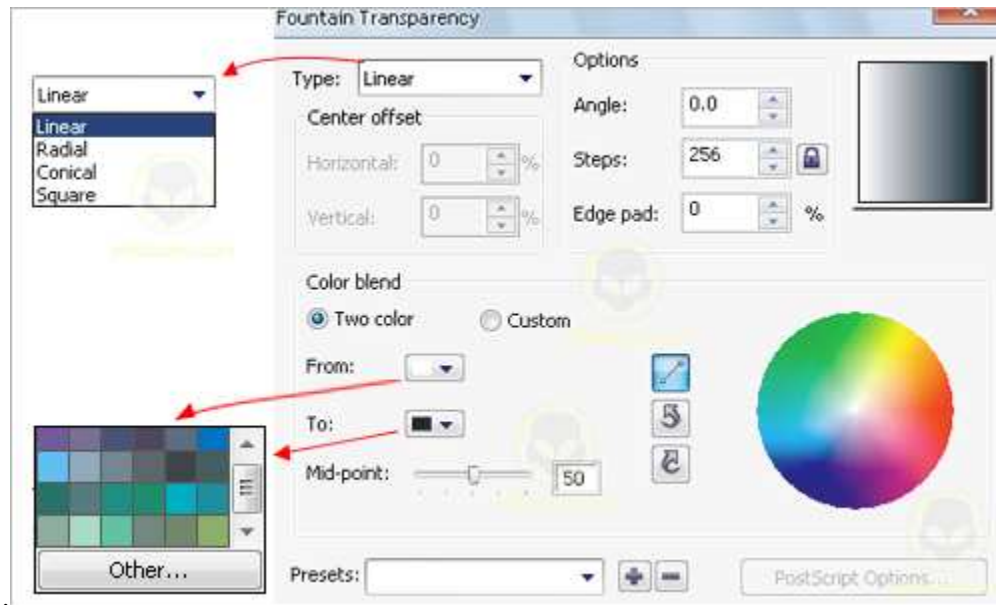 Fountain Transparency
Linear
Linear
Radial
Conical
Square
Type: Linear
Center offset
Horizontal: 0 %
Vertical: 0 %
Options
Angle: 0.0
Steps: 256
Edge pad: 0 %
Color blend
Two color
Custom
From:
To:
Mid-point: 50
Other...
Presets:
PostScript Options...